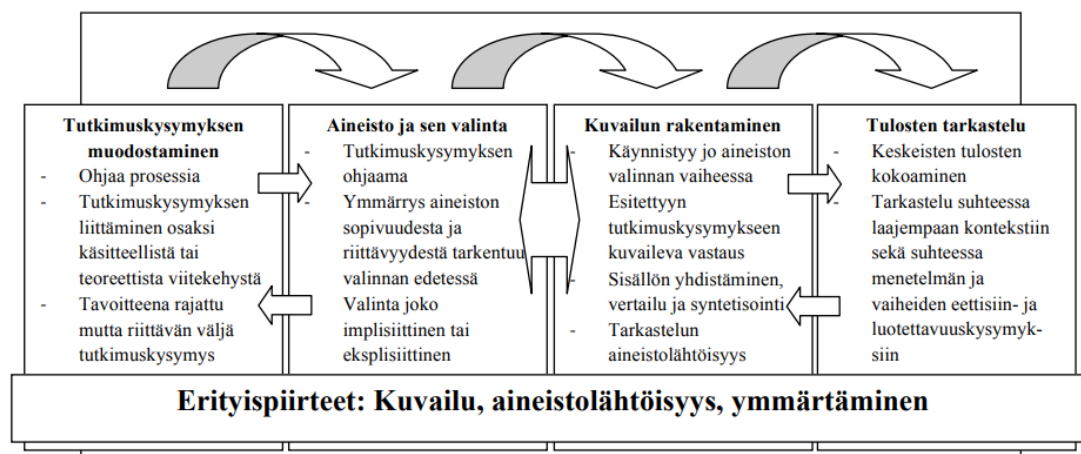 Tutkimuskysymyksen
muodostaminen
- Ohjaa prosessia
- Tutkimuskysymyksen
liittäminen osaksi
käsitteellistä tai
teoreettista viitekehystä
- Tavoitteena rajattu
mutta riittävän väljä
tutkimuskysymys
Aineisto ja sen valinta
- Tutkimuskysymyksen
ohjaama
- Ymmärrys aineiston
sopivuudesta ja
riittävyydestä tarkentuu
valinnan edetessä
- Valinta joko
implisiittinen tai
eksplisiittinen
Kuvailun rakentaminen
- Käynnistyy jo aineiston
valinnan vaiheessa
Esitettyyn
tutkimuskysymykseen
kuvaileva vastaus
- Sisällön yhdistäminen,
vertailu ja syntetisointi
- Tarkastelun
aineistolähtöisyys
Tulosten tarkastelu
- Keskeisten tulosten
kokoaminen
- Tarkastelu suhteessa
laajempaan kontekstiin
sekä suhteessa
menetelmän ja
vaiheiden eettisiin- ja
luotettavuuskysymyk-
siin
Erityispiirteet: Kuvailu, aineistolähtöisyys, ymmärtäminen